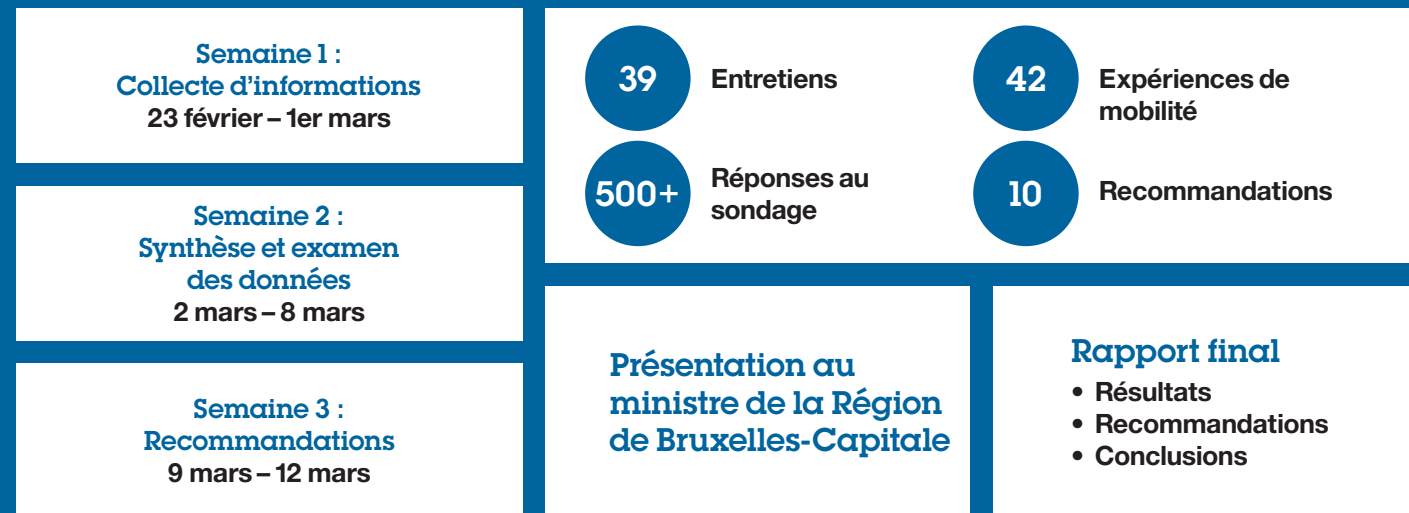 Semaine 1 :
Collecte d'informations
23 février – 1er mars
Semaine 2 :
Synthèse et examen
des données
2 mars – 8 mars
Semaine 3 :
Recommandations
9 mars – 12 mars
39
Entretiens
42
Expériences de
mobilité
500+
Réponses au
sondage
10
Recommandations
Présentation au
ministre de la Région
de Bruxelles-Capitale
Rapport final
• Résultats
• Recommandations
• Conclusions